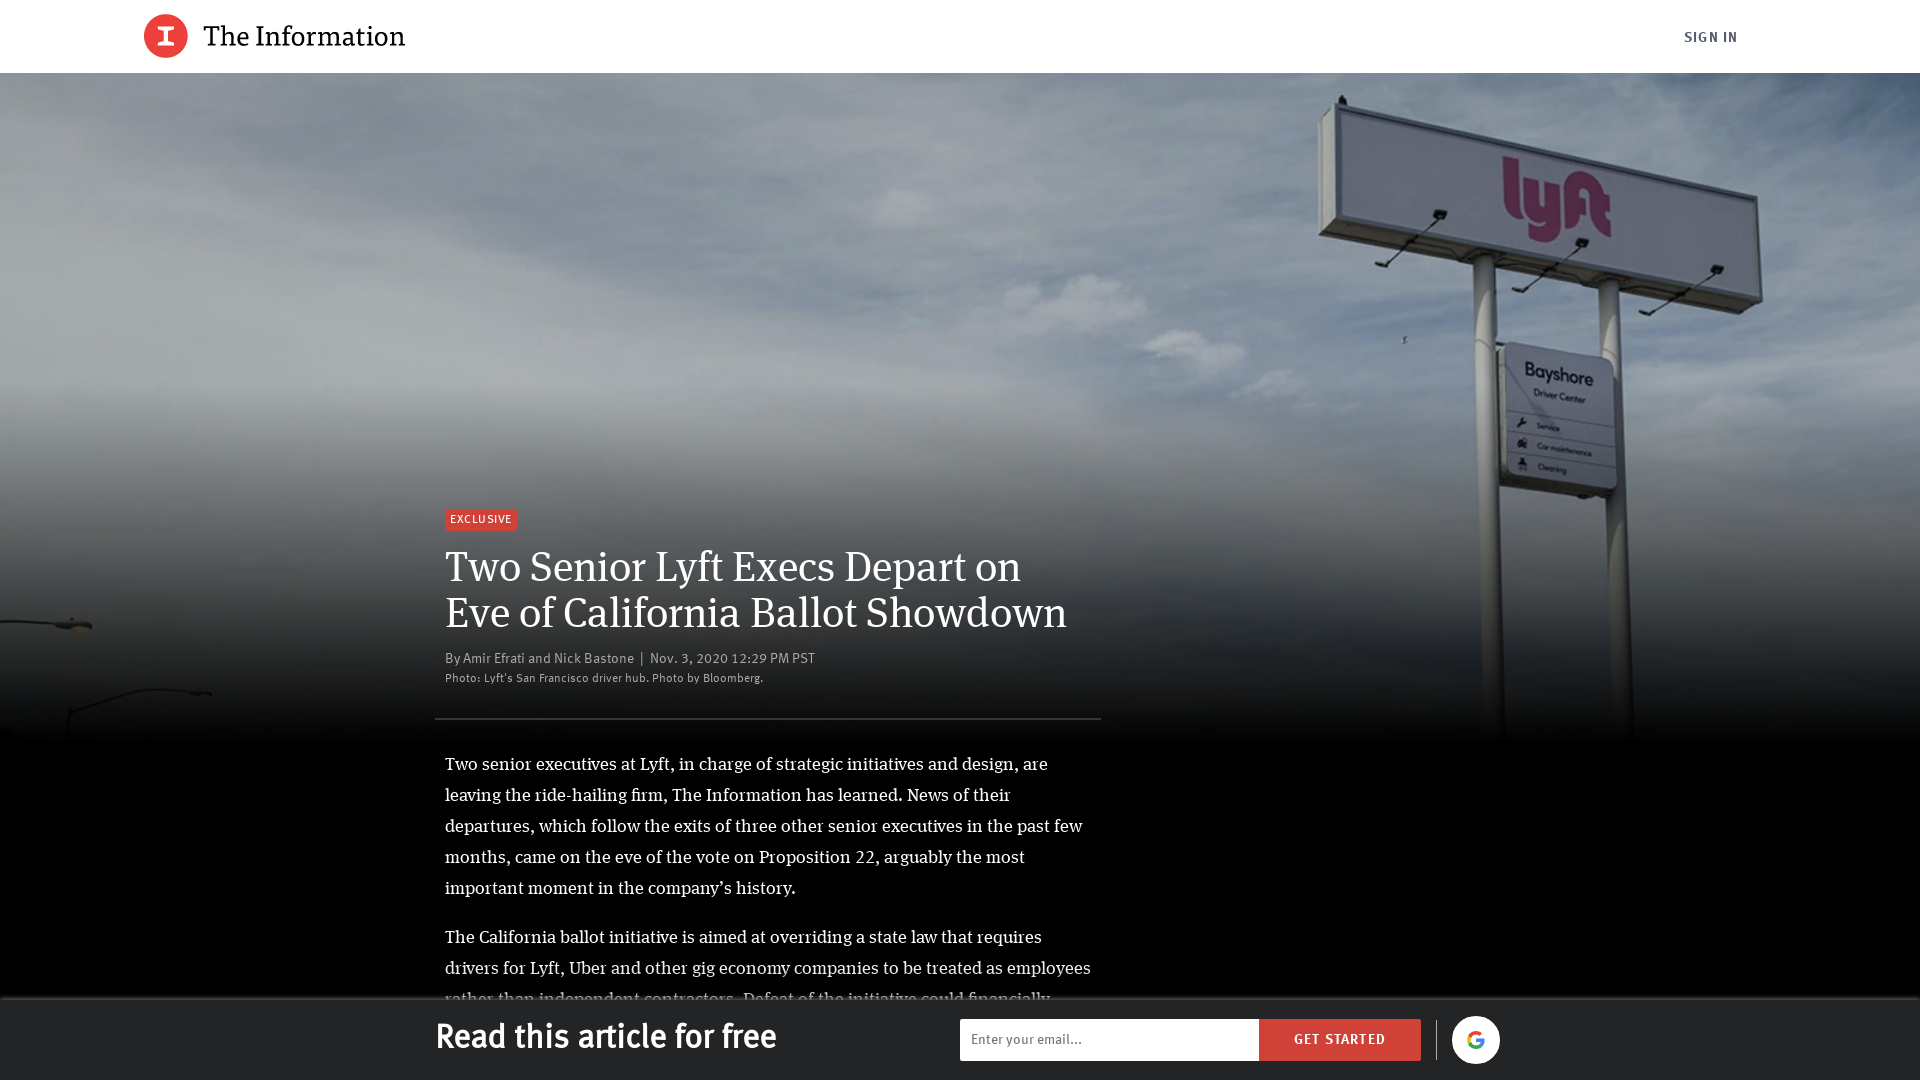 The Information
SIGN IN
lyft
Bayshore
Driver Center
Service
Car maintenance
Cleaning
EXCLUSIVE
Two Senior Lyft Execs Depart on
Eve of California Ballot Showdown
By Amir Efrati and Nick Bastone | Nov. 3, 2020 12:29 PM PST
Photo: Lyft's San Francisco driver hub. Photo by Bloomberg.
Two senior executives at Lyft, in charge of strategic initiatives and design, are
leaving the ride-hailing firm, The Information has learned. News of their
departures, which follow the exits of three other senior executives in the past few
months, came on the eve of the vote on Proposition 22, arguably the most
important moment in the company’s history.
The California ballot initiative is aimed at overriding a state law that requires
drivers for Lyft, Uber and other gig economy companies to be treated as employees
rather than independent contractors. Defeat of the initiative could financially
Read this article for free
Enter your email...
GET STARTED